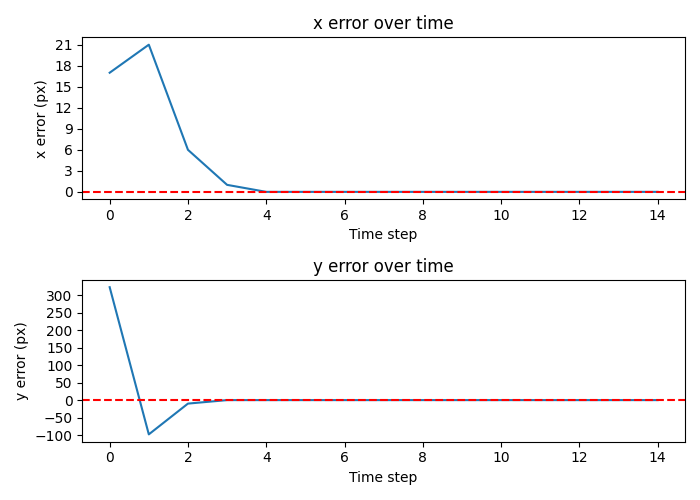 x error over time
21
18
15
12
9
6
3
0
x error (px)
0 2 4 6 8 10 12 14
Time step
y error over time
300
250
200
150
100
50
0
−50
−100
y error (px)
0 2 4 6 8 10 12 14
Time step